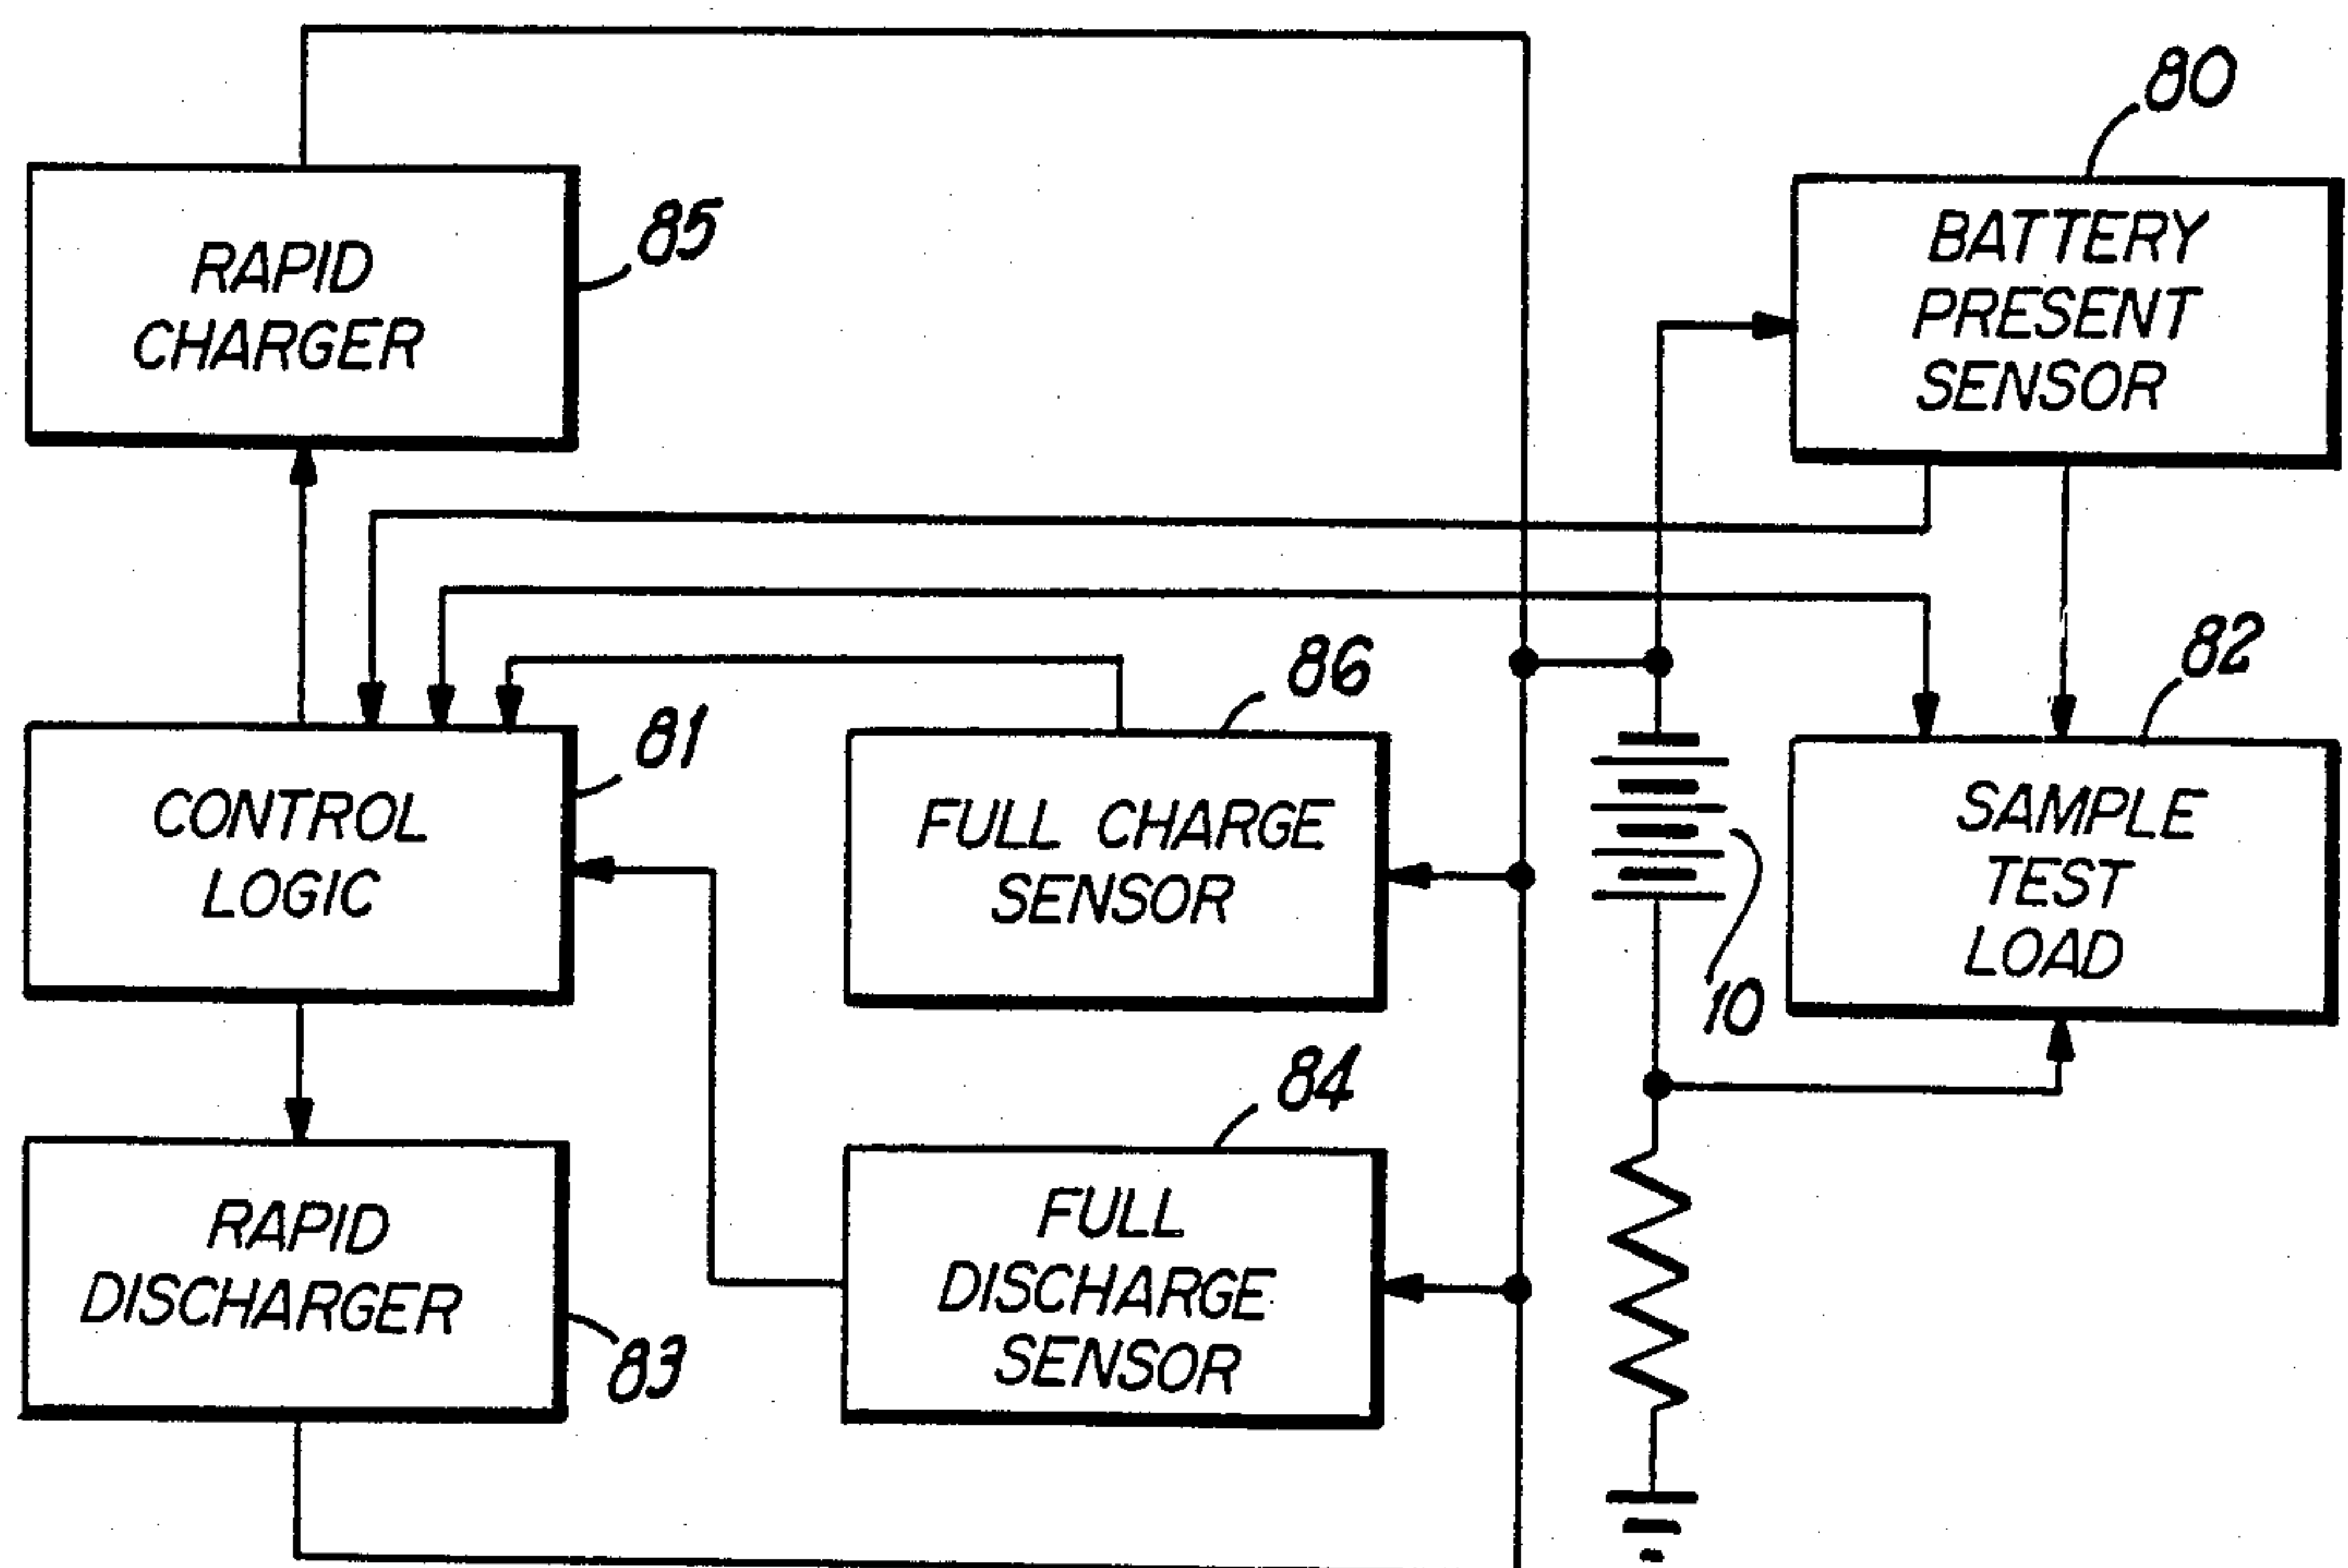 80
BATTERY
PRESENT
SENSOR
85
RAPID
CHARGER
86
82
81
CONTROL
LOGIC
FULL CHARGE
SENSOR
SAMPLE
TEST
LOAD
10
84
RAPID
DISCHARGER
83
FULL
DISCHARGE
SENSOR